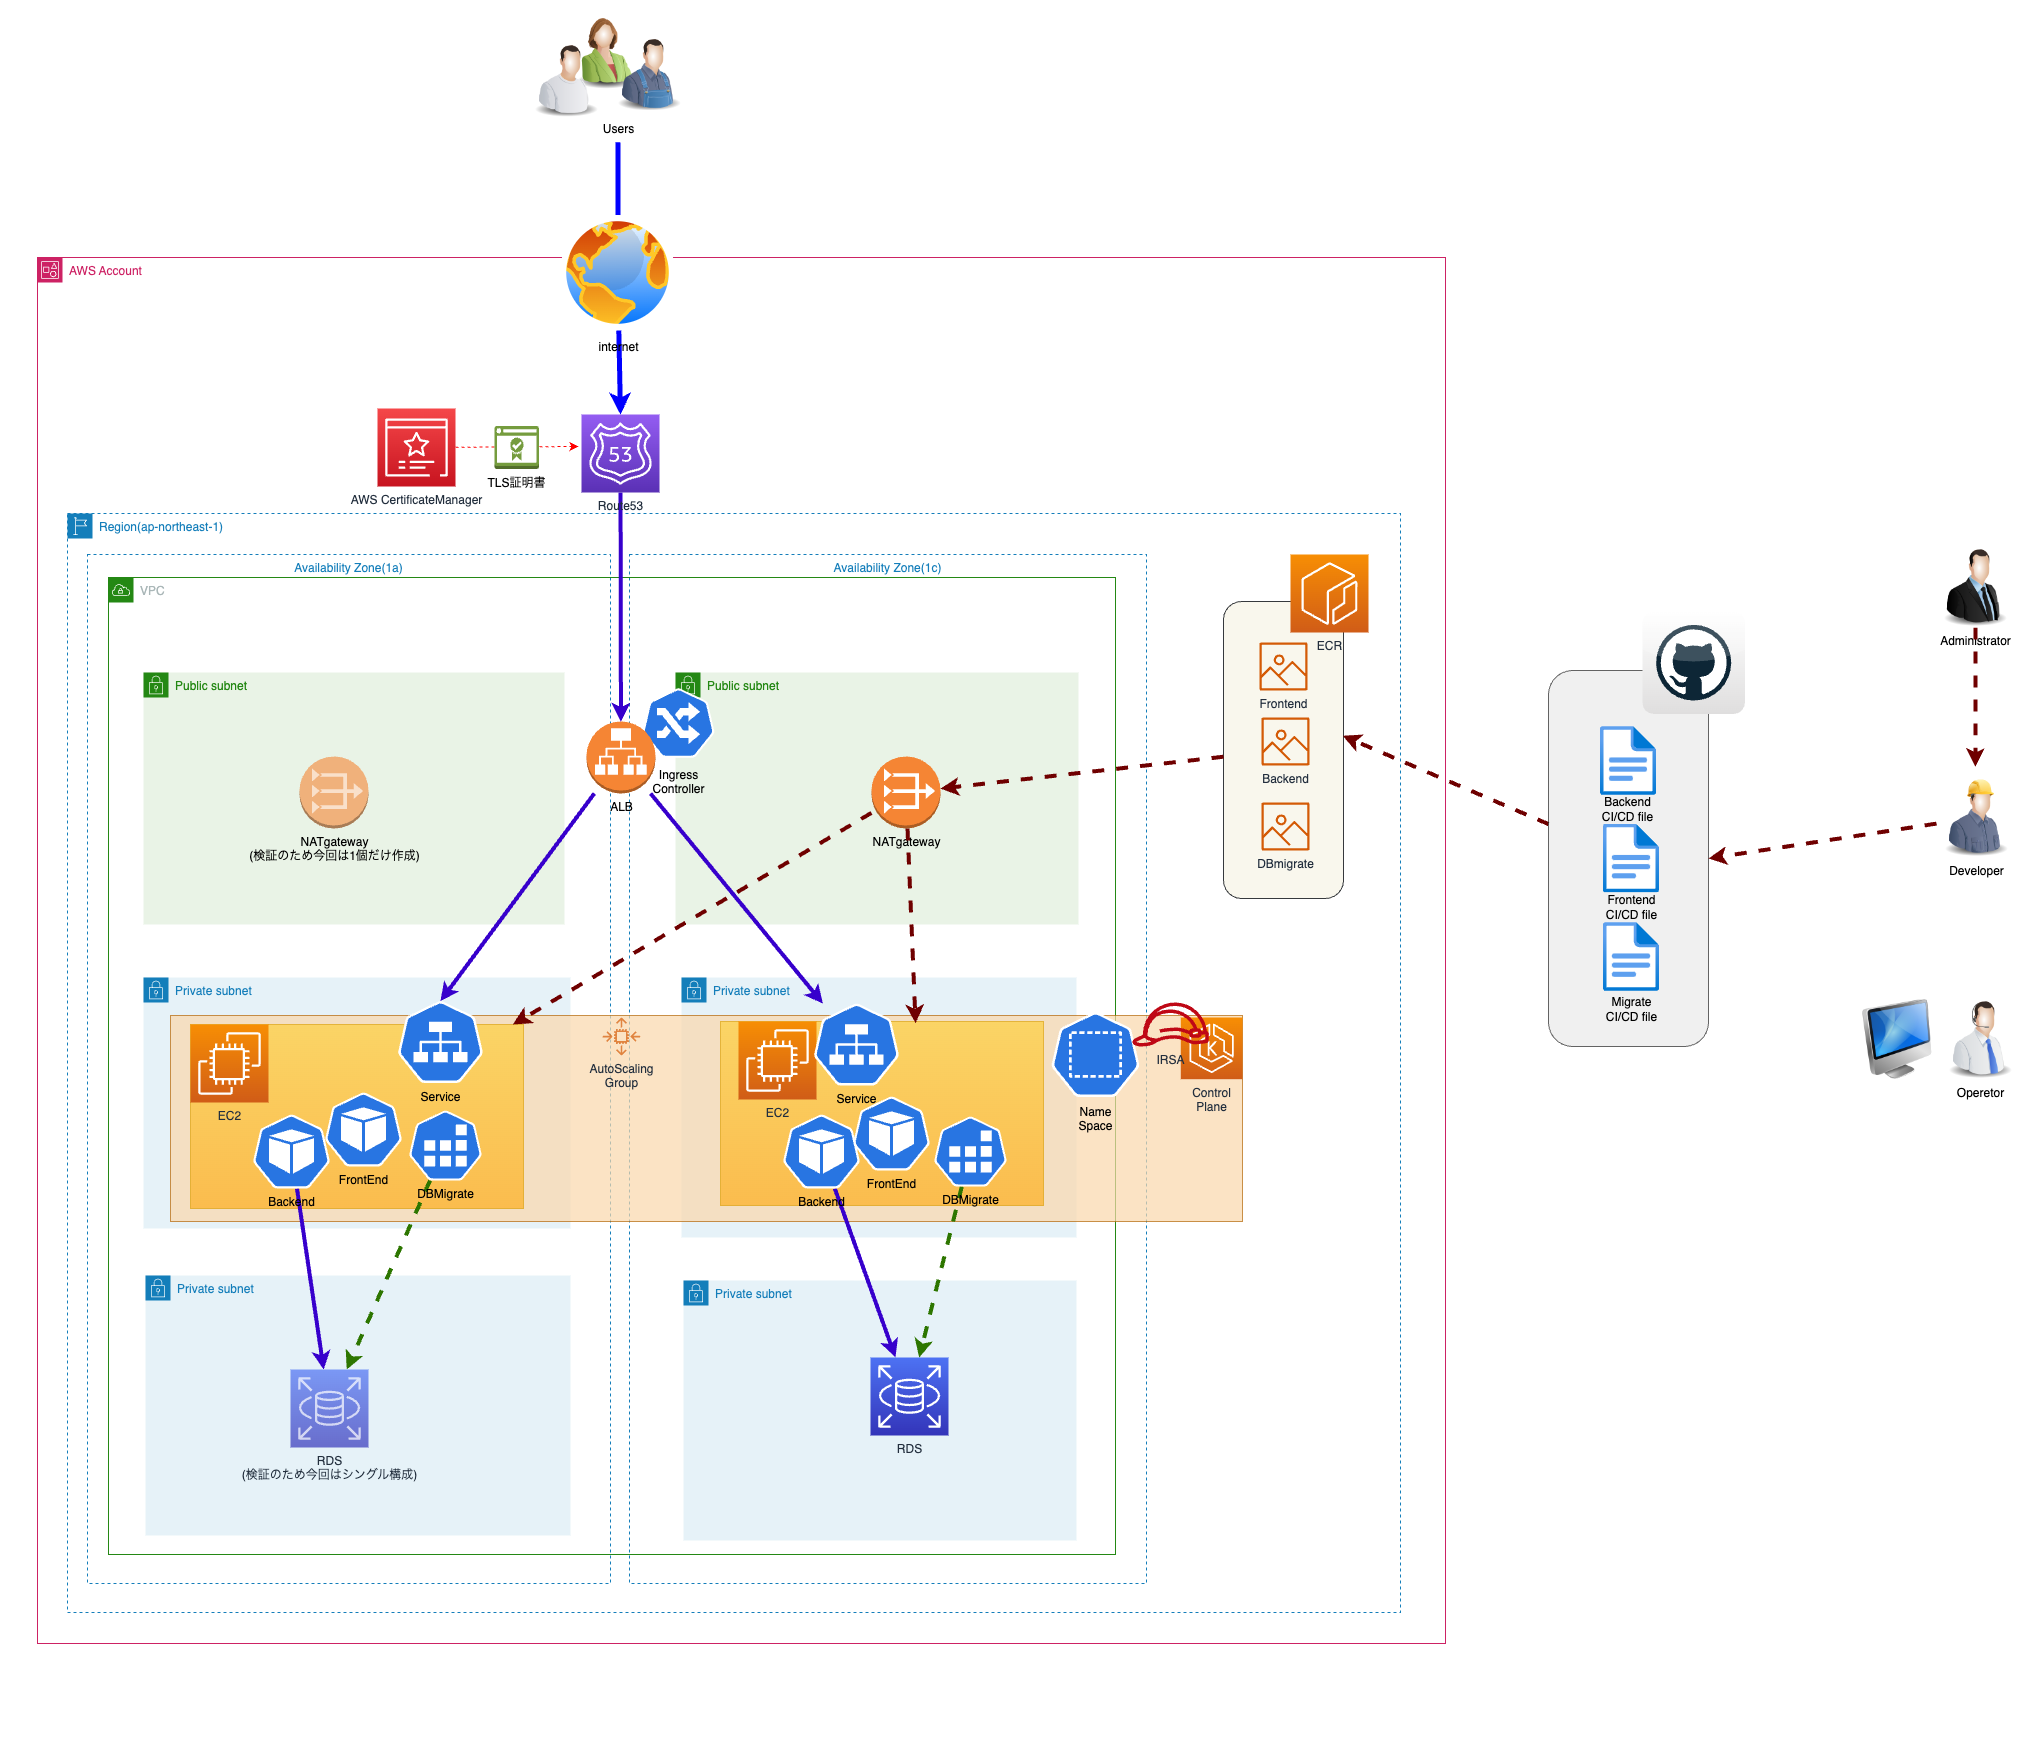 Users
AWS Account
internet
AWS CertificateManager
TLS証明書
53
Route53
Region(ap-northeast-1)
Availability Zone(1a)
Availability Zone(1c)
VPC
Public subnet
Public subnet
Ingress
Controller
ALB
NATgateway
(検証のため今回は1個だけ作成)
NATgateway
ECR
Frontend
Backend
DBmigrate
Backend
CI/CD file
Frontend
CI/CD file
Migrate
CI/CD file
Administrator
Developer
Operetor
Private subnet
Private subnet
EC2
Service
Backend
FrontEnd
DBMigrate
AutoScaling
Group
EC2
Service
Backend
FrontEnd
DBMigrate
Name
Space
IRSA
K
Control
Plane
Private subnet
Private subnet
RDS
(検証のため今回はシングル構成)
RDS